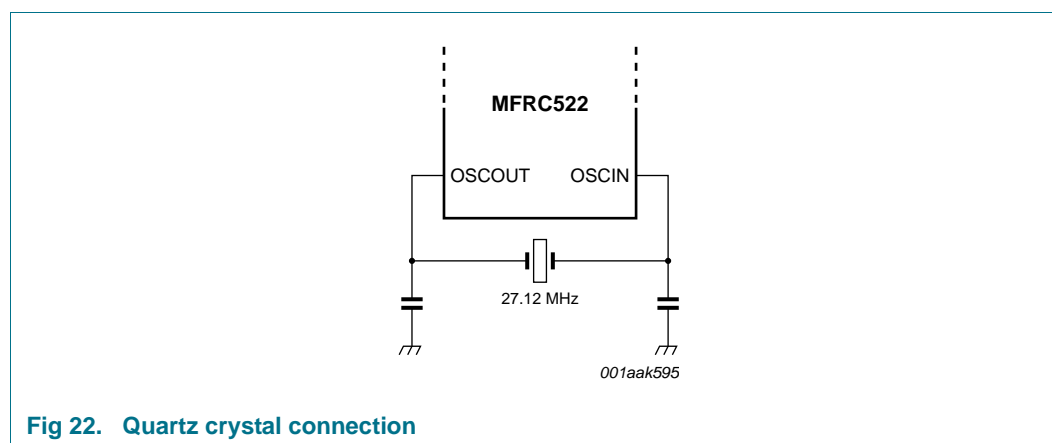 MFRC522
OSCOUT OSCIN
27.12 MHz
001aak595
Fig 22. Quartz crystal connection